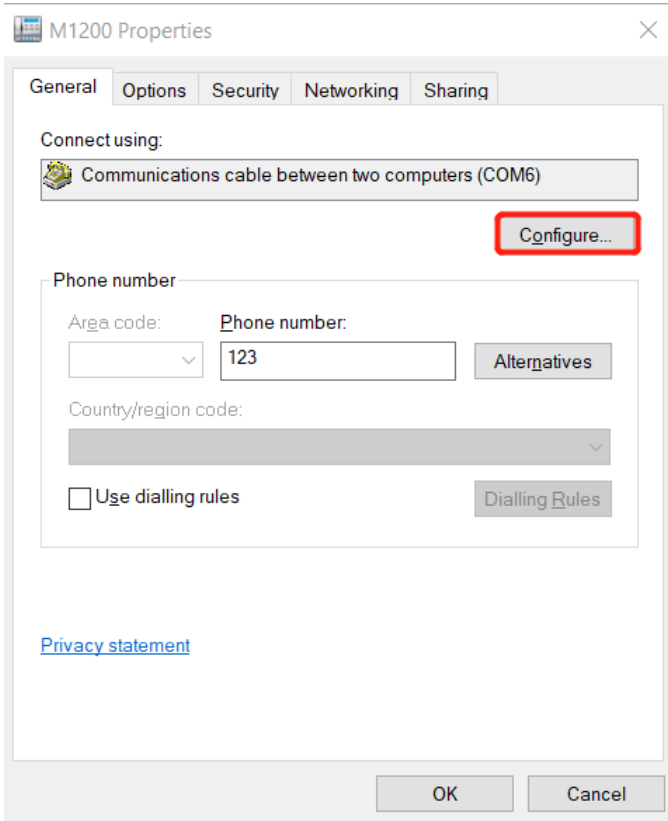 M1200 Properties
General Options Security Networking Sharing
Connect using:
Communications cable between two computers (COM6)
Configure...
Phone number
Area code: Phone number:
123 Alternatives
Country/region code:
Use dialling rules Dialling Rules
Privacy statement
OK Cancel